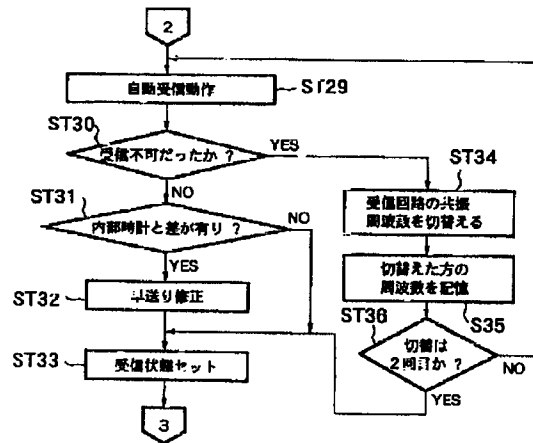 2
自動受信動作
ST29
ST30
受信不可だったか ?
YES
NO
ST31
内部時計と差が有り ?
NO
YES
ST32
早送り修正
ST33
受信状態セット
3
ST34
受信回路の共振
周波数を切替える
切替えた方の
周波数を記憶
S35
ST36
切替は
2回目か ?
NO
YES